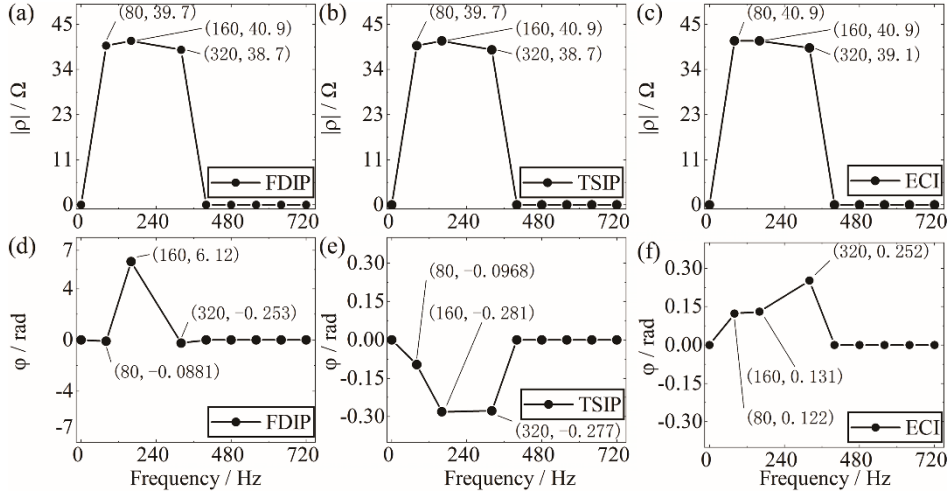 (a)
45
34
23
11
0
|ρ| / Ω
(80, 39.7)
(160, 40.9)
(320, 38.7)
FDIP
0 240 480 720
(b)
45
34
23
11
0
|ρ| / Ω
(80, 39.7)
(160, 40.9)
(320, 38.7)
TSIP
0 240 480 720
(c)
45
34
23
11
0
|ρ| / Ω
(80, 40.9)
(160, 40.9)
(320, 39.1)
ECI
0 240 480 720
(d)
7
4
0
-4
-7
φ / rad
(160, 6.12)
(320, -0.253)
(80, -0.0881)
FDIP
0 240 480 720
Frequency / Hz
(e)
0.30
0.15
0.00
-0.15
-0.30
φ / rad
(80, -0.0968)
(160, -0.281)
TSIP
(320, -0.277)
0 240 480 720
Frequency / Hz
(f)
0.30
0.15
0.00
-0.15
-0.30
φ / rad
(320, 0.252)
(160, 0.131)
(80, 0.122)
ECI
0 240 480 720
Frequency / Hz